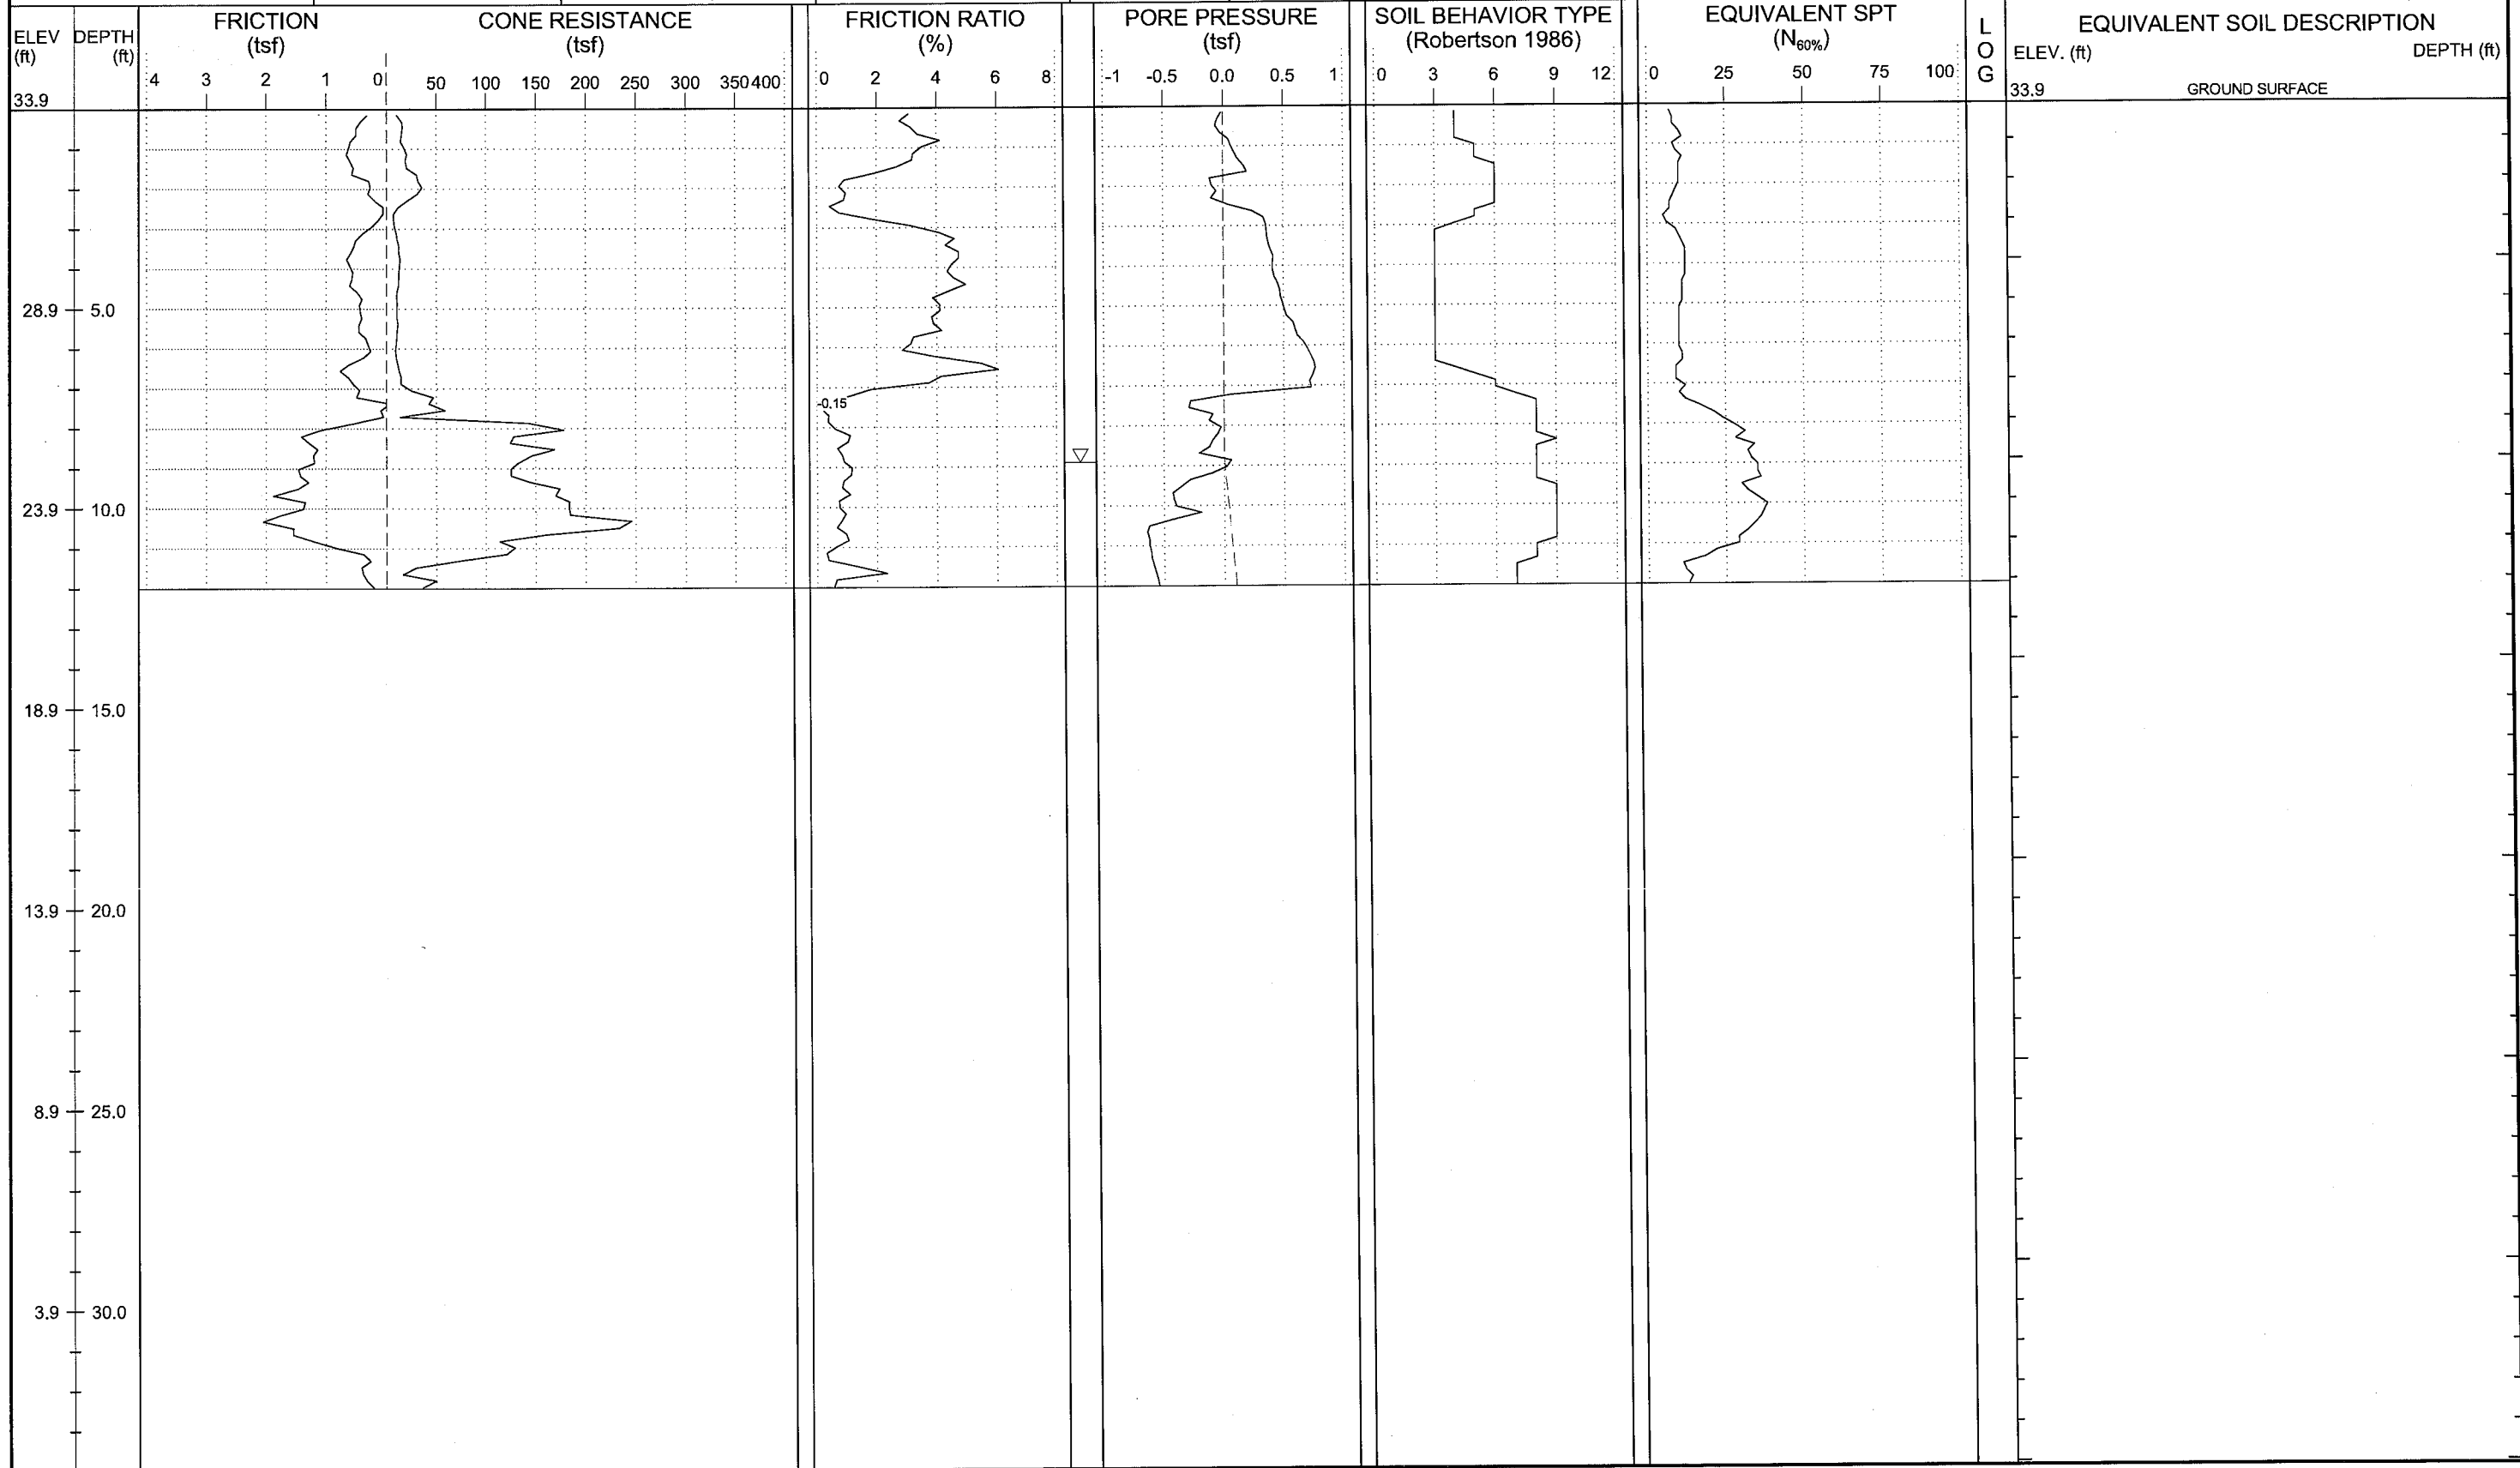 ELEV
(ft)
DEPTH
(ft)
FRICTION
(tsf)
CONE RESISTANCE
(tsf)
FRICTION RATIO
(%)
PORE PRESSURE
(tsf)
SOIL BEHAVIOR TYPE
(Robertson 1986)
EQUIVALENT SPT
(N60%)
L
O
G
EQUIVALENT SOIL DESCRIPTION
ELEV. (ft) DEPTH (ft)
4 3 2 1 0 50 100 150 200 250 300 350 400
0 2 4 6 8
-1 -0.5 0.0 0.5 1
0 3 6 9 12
0 25 50 75 100
33.9
33.9 GROUND SURFACE
28.9 5.0
-0.15
23.9 10.0
18.9 15.0
13.9 20.0
8.9 25.0
3.9 30.0